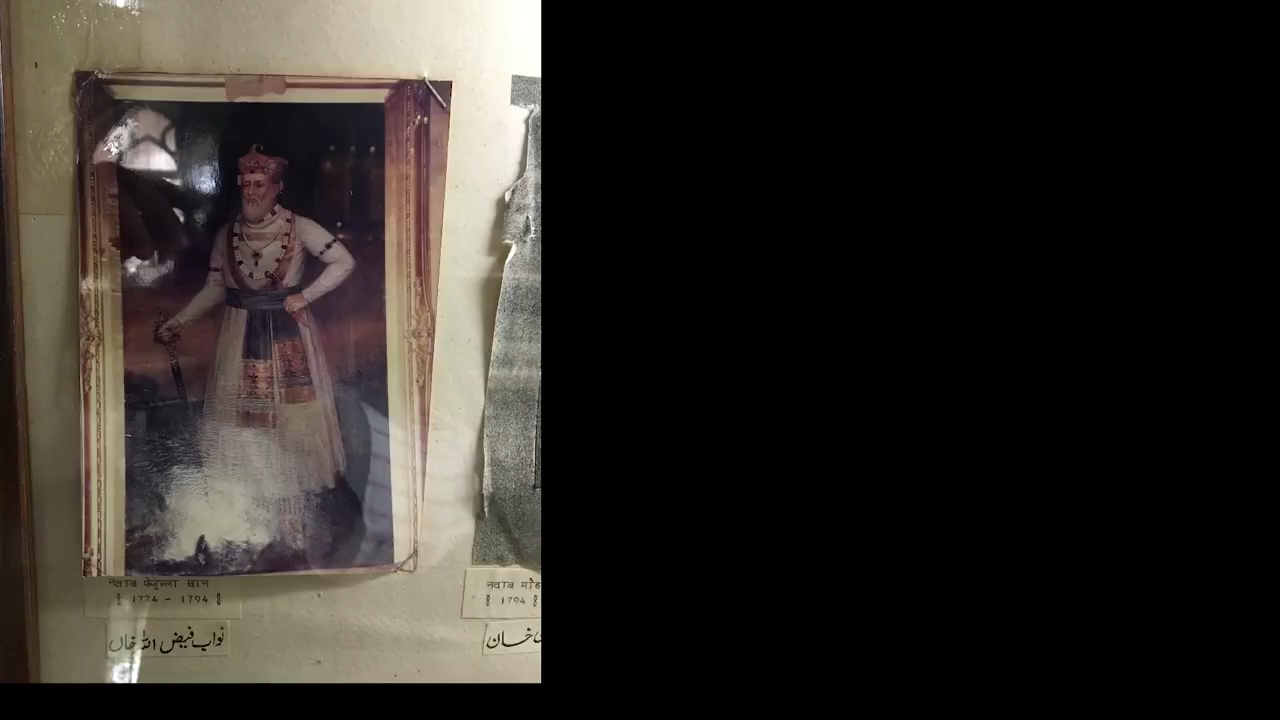 नवाब फैजुल्ला खान
( 1774 - 1794 )
نواب فیض اللہ خاں
नवाब मोह
( 1794
خان